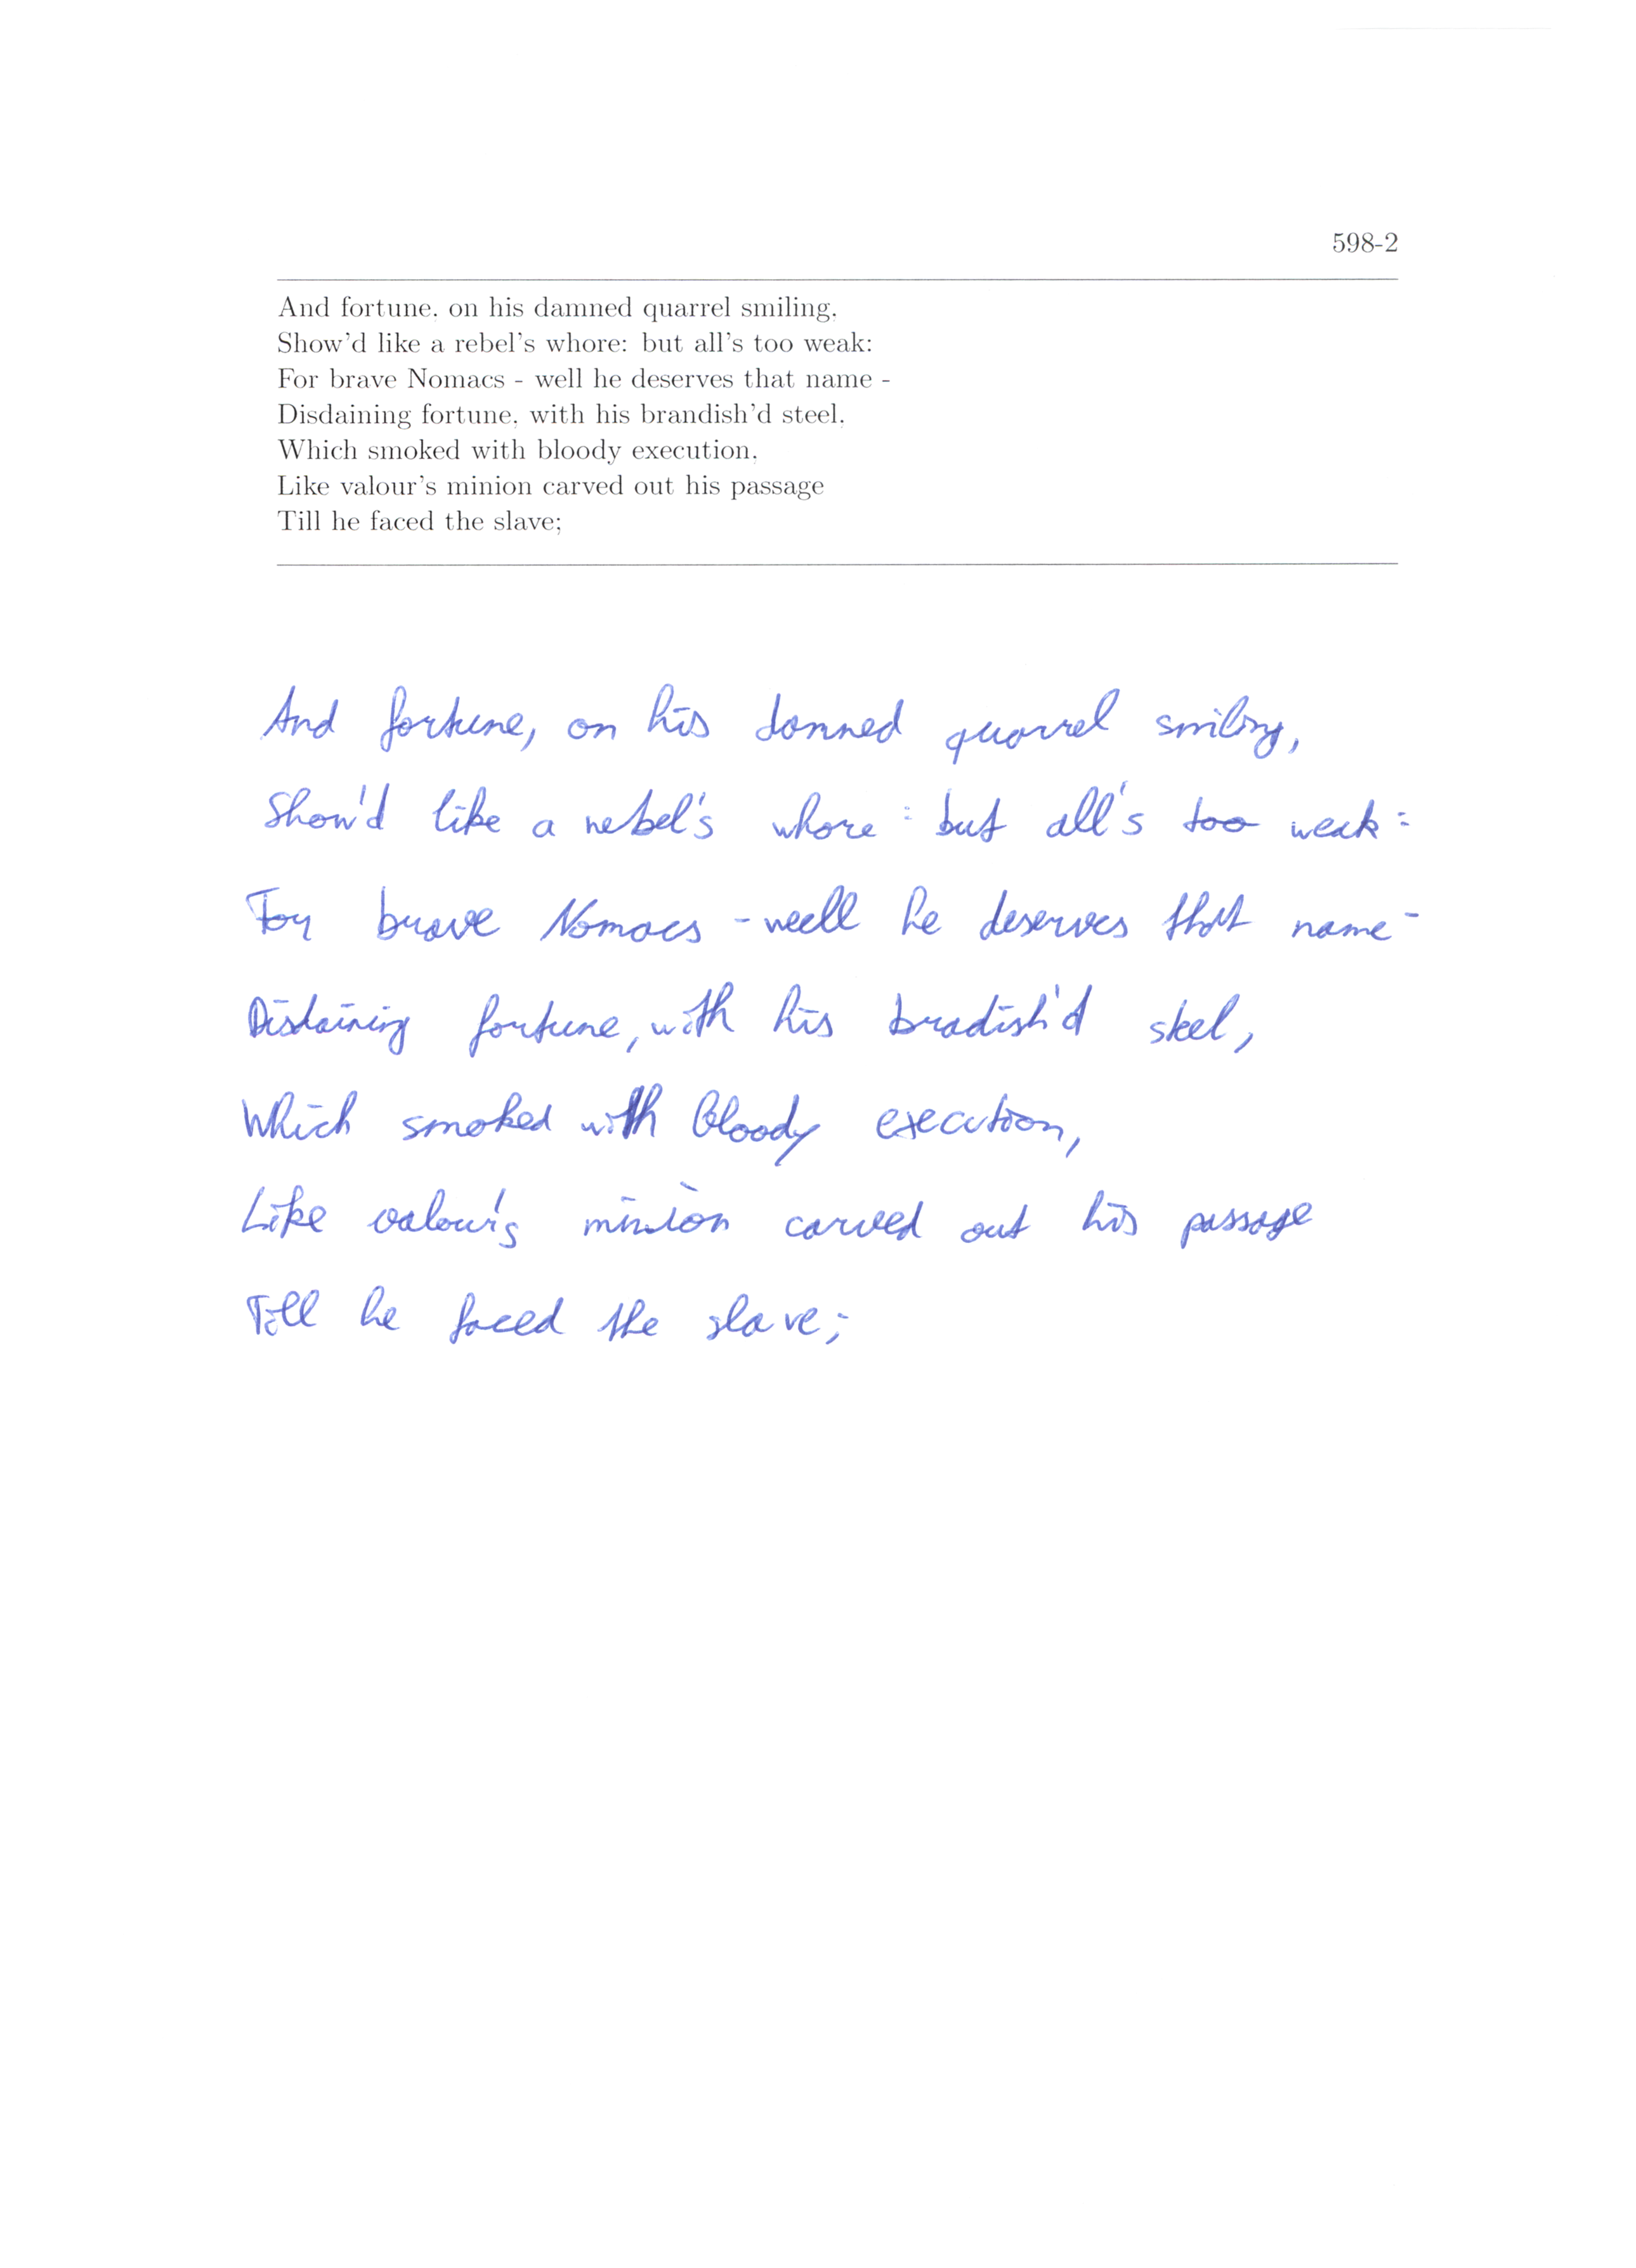 598-2
And fortune, on his damned quarrel smiling,
Show'd like a rebel's whore: but all's too weak:
For brave Nomacs - well he deserves that name -
Disdaining fortune, with his brandish'd steel,
Which smoked with bloody execution,
Like valour's minion carved out his passage
Till he faced the slave;
And fortune, on his damned quarrel smiling,
Show'd like a rebel's whore: but all's too weak:
For brave Nomacs - well he deserves that name -
Disdaining fortune, with his bradish'd steel,
Which smoked with bloody execution,
Like valour's minion carved out his passage
Till he faced the slave;